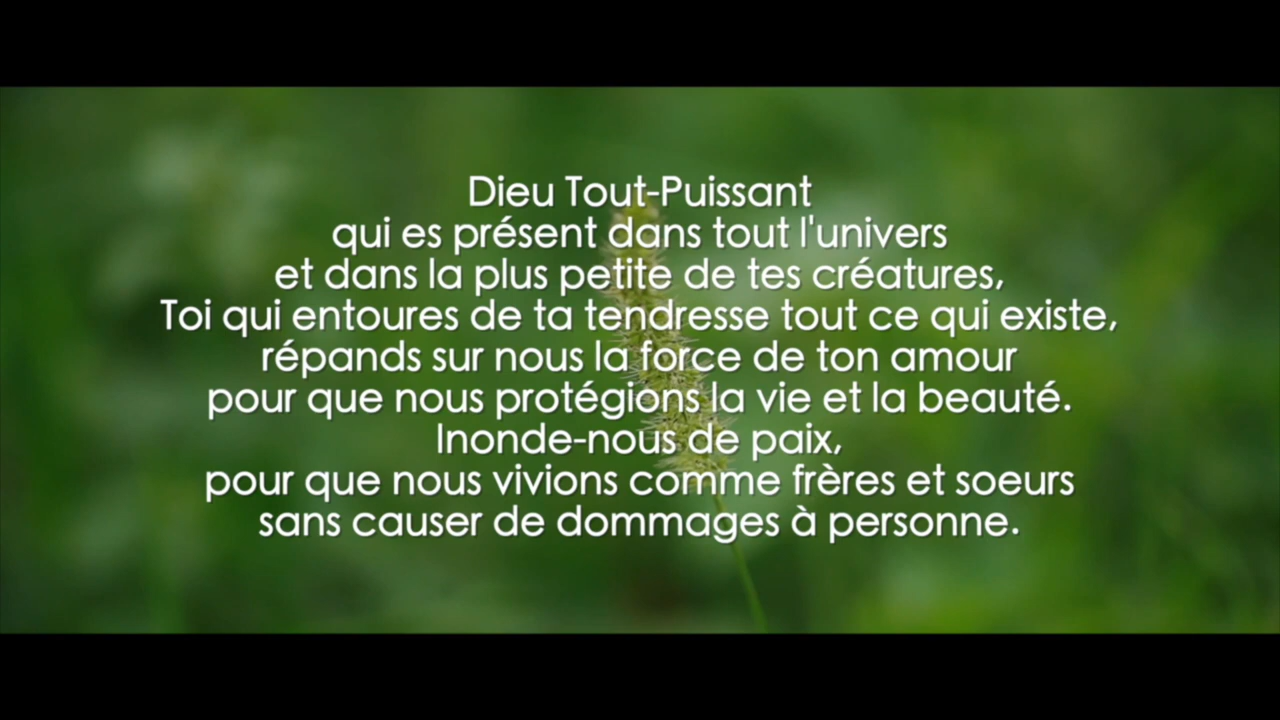 Dieu Tout-Puissant
qui es présent dans tout l'univers
et dans la plus petite de tes créatures,
Toi qui entoures de ta tendresse tout ce qui existe,
répands sur nous la force de ton amour
pour que nous protégions la vie et la beauté.
Inonde-nous de paix,
pour que nous vivions comme frères et soeurs
sans causer de dommages à personne.